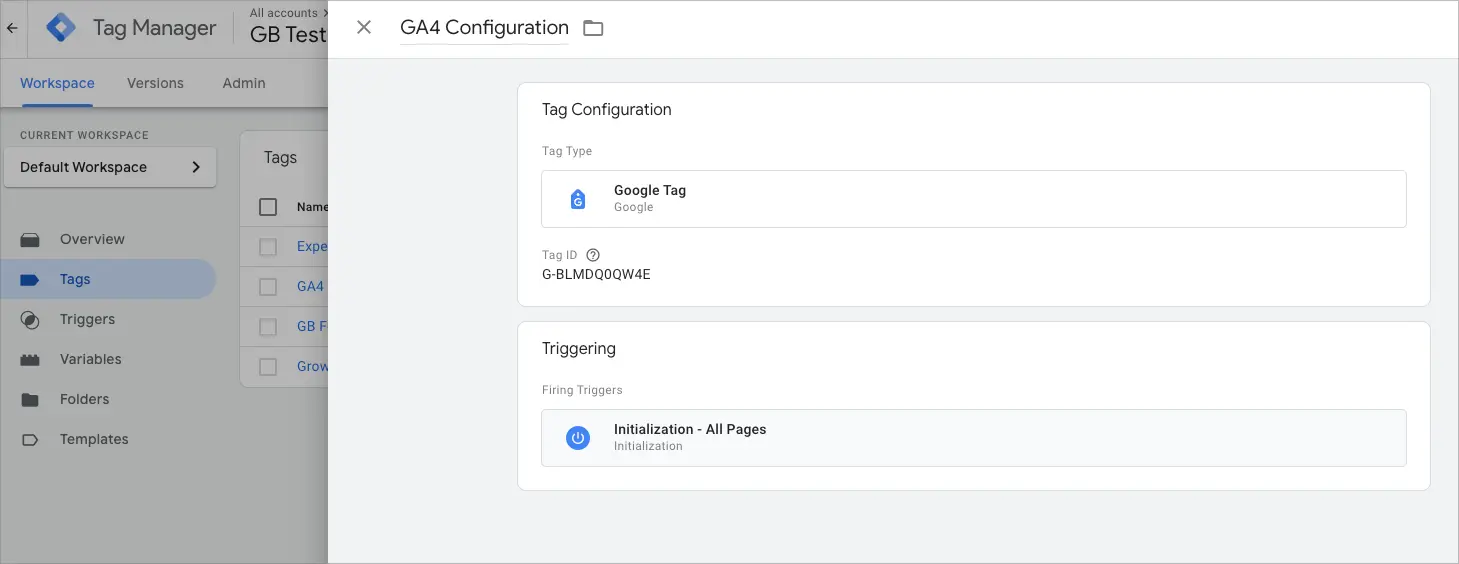 Tag Manager
All accounts
GB Test
Workspace
Versions
Admin
CURRENT WORKSPACE
Default Workspace
Overview
Tags
Triggers
Variables
Folders
Templates
Tags
Name
Expe
GA4
GB F
Grow
GA4 Configuration
Tag Configuration
Tag Type
Google Tag
Google
Tag ID
G-BLMDQ0QW4E
Triggering
Firing Triggers
Initialization - All Pages
Initialization